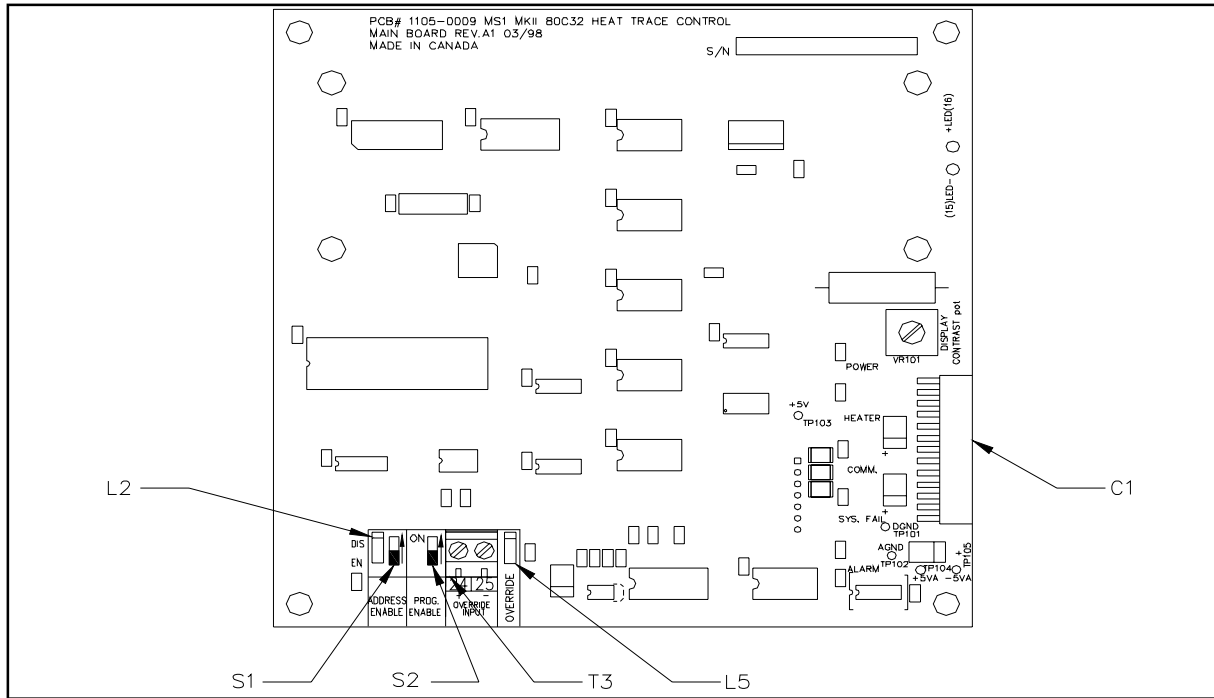 PCB# 1105-0009 MS1 MKII 80C32 HEAT TRACE CONTROL
MAIN BOARD REV.A1 03/98
MADE IN CANADA
S/N
+LED(16)
(15)LED-
DISPLAY
CONTRAST pot
VR101
POWER
+5V
TP103
HEATER
+
COMM.
C1
+
SYS. FAIL
DGND
TP101
AGND
TP102
TP104
+5VA
+
TP105
-5VA
ALARM
L2
DIS
EN
ON
24 25
+ -
ADDRESS
ENABLE
PROG.
ENABLE
OVERRIDE
INPUT
OVERRIDE
S1
S2
T3
L5